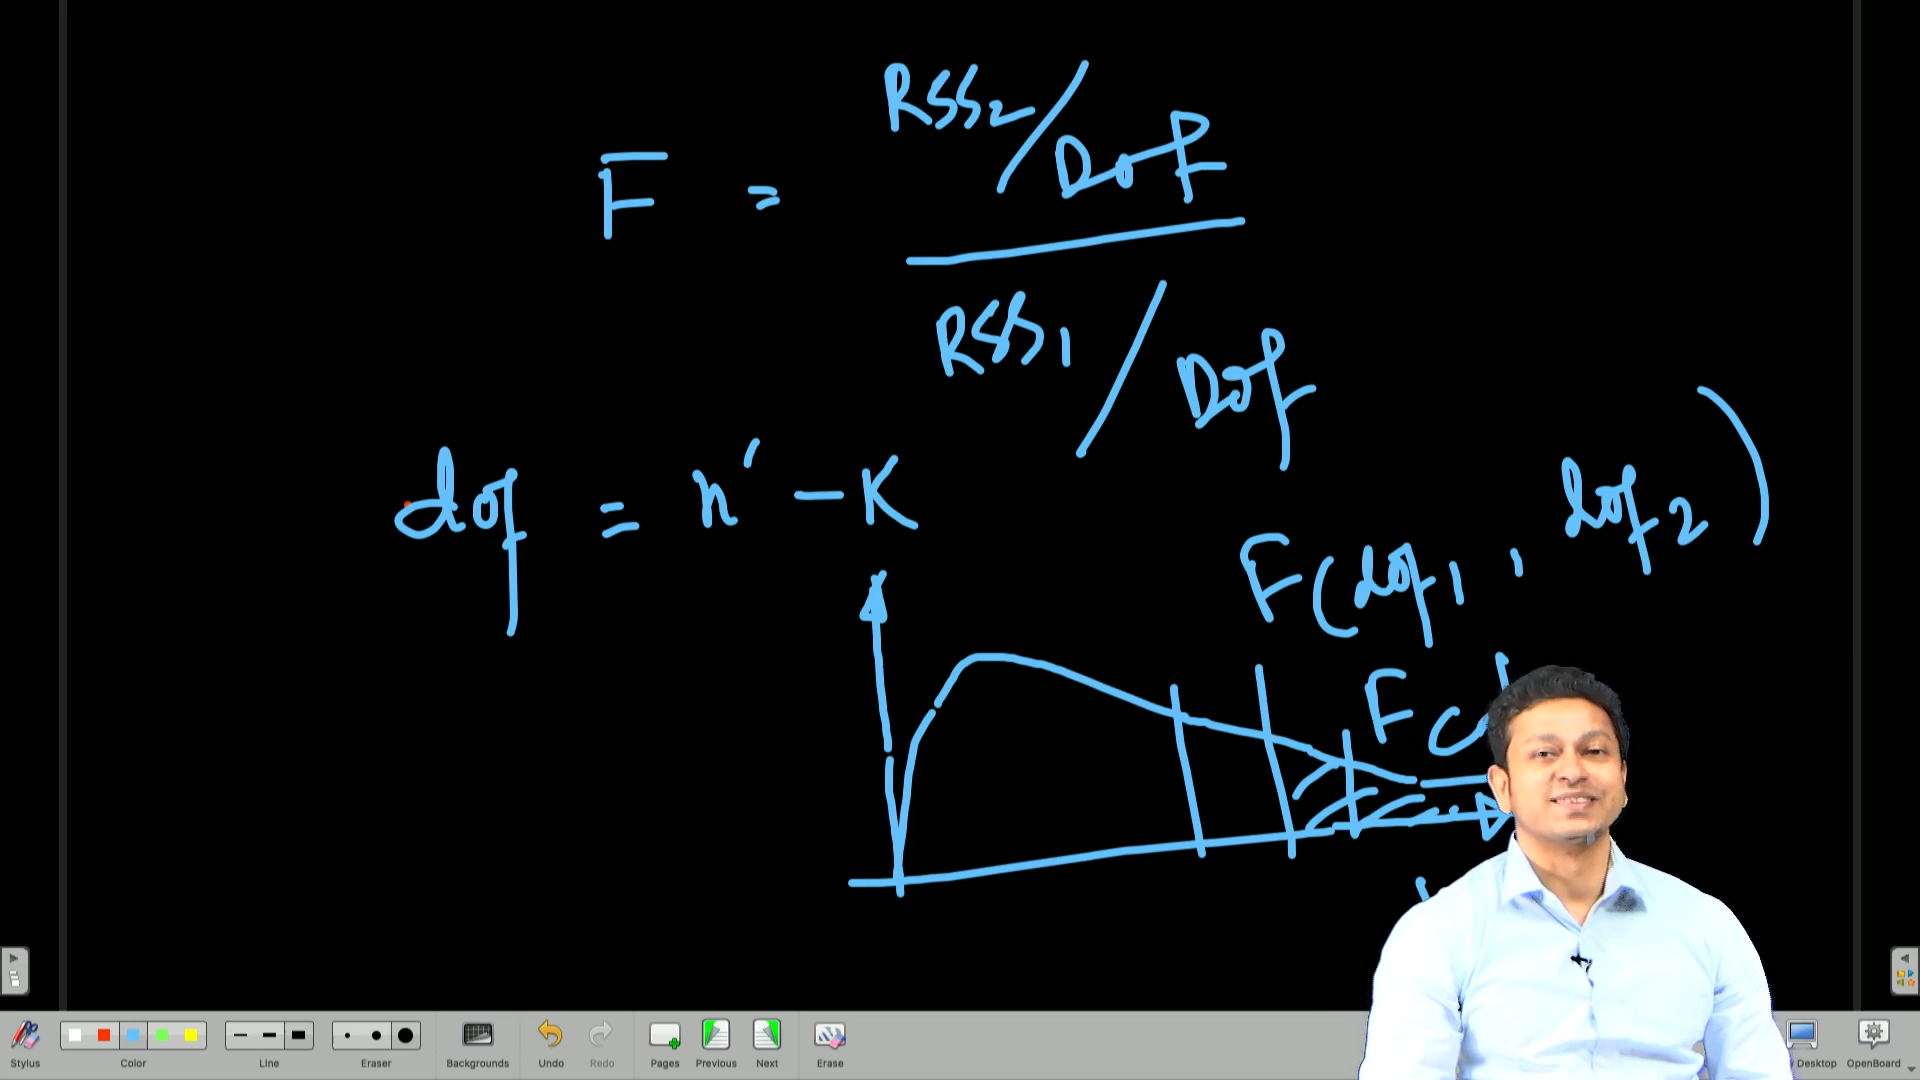 F = RSS2/DoF
RSS1/Dof
dof = n' - K
F(dof1, dof2)
Stylus
Color
Line
Eraser
Backgrounds
Undo
Redo
Pages
Previous
Next
Erase
Desktop
OpenBoard